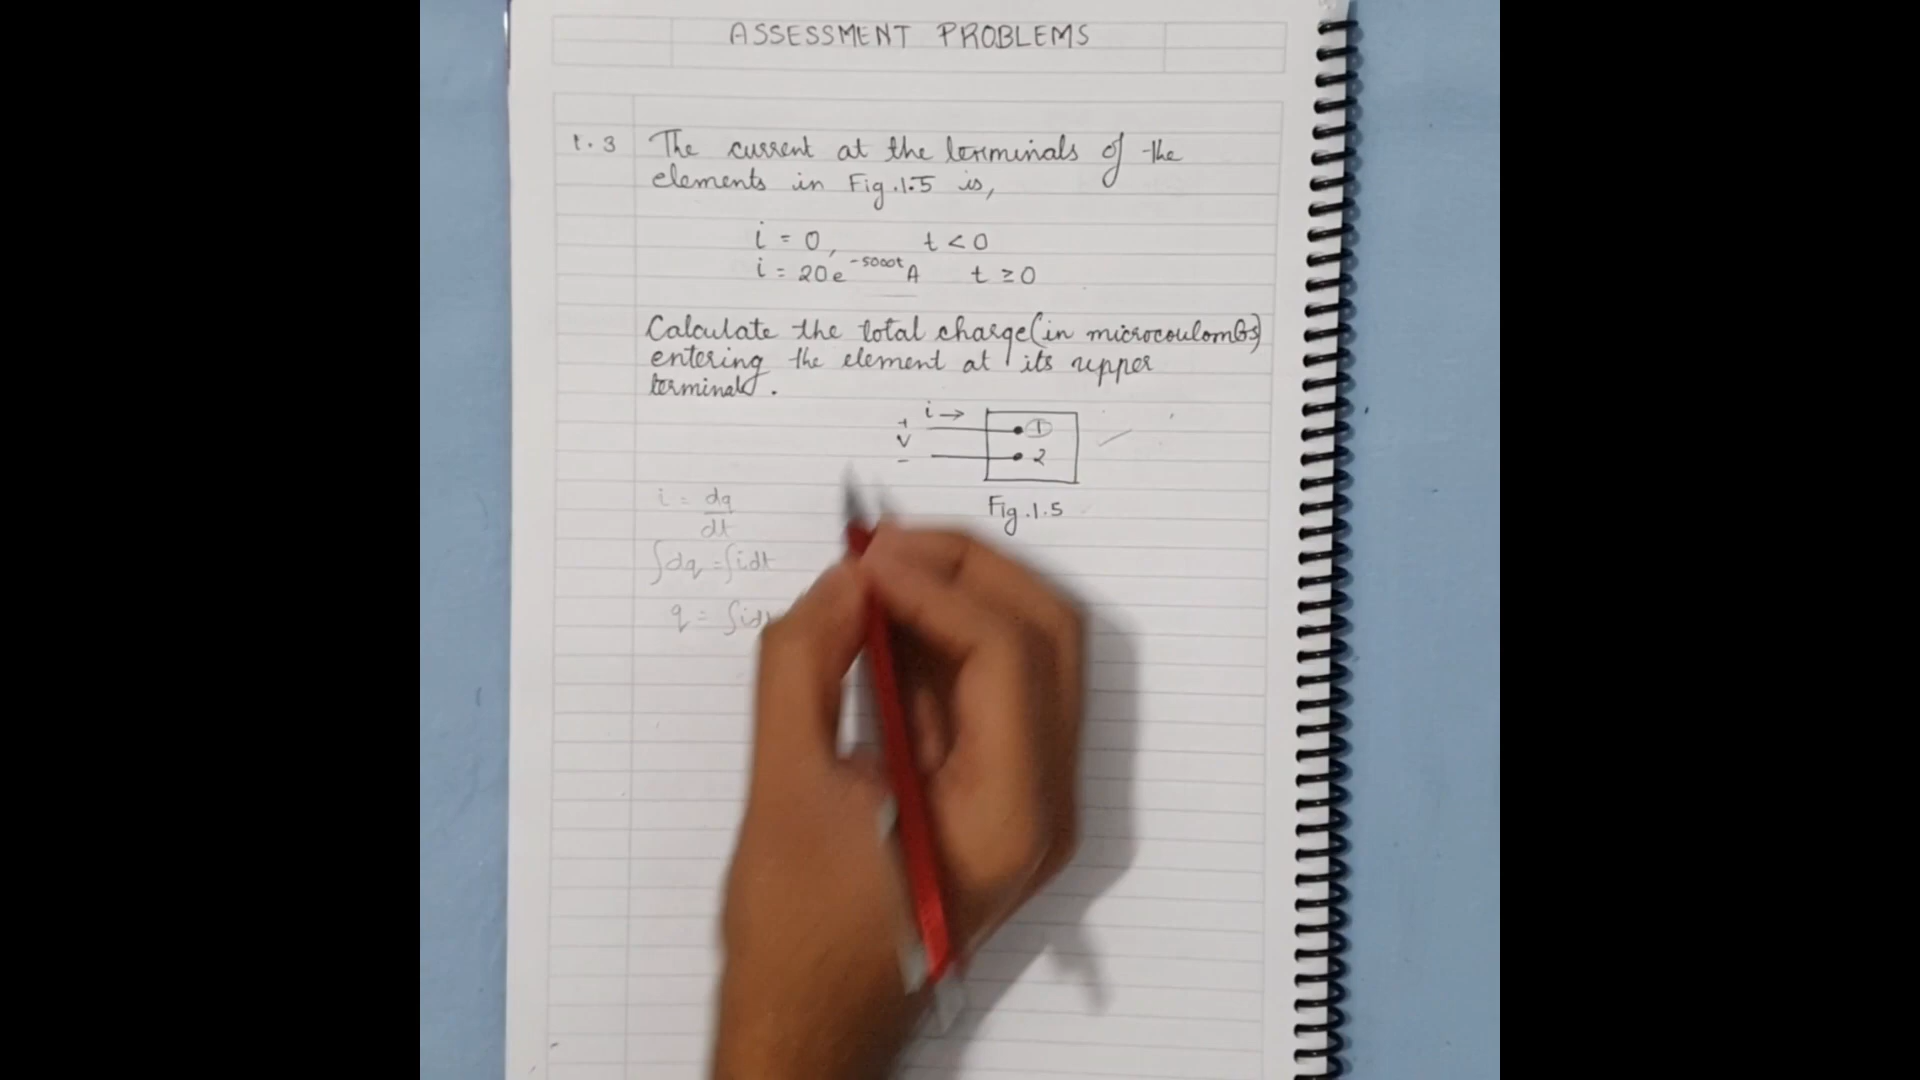 ASSESSMENT PROBLEMS
1.3 The current at the terminals of the
elements in Fig.1.5 is,
i = 0, t < 0
i = 20e^-5000t A t ≥ 0
Calculate the total charge (in microcoulombs)
entering the element at its upper
terminal.
i →
+
V
-
1
2
Fig.1.5
i = dq/dt
∫dq = ∫idt
q = ∫id